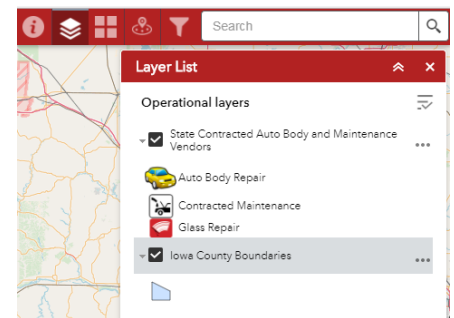 Search
Layer List
Operational layers
State Contracted Auto Body and Maintenance
Vendors
Auto Body Repair
Contracted Maintenance
Glass Repair
Iowa County Boundaries